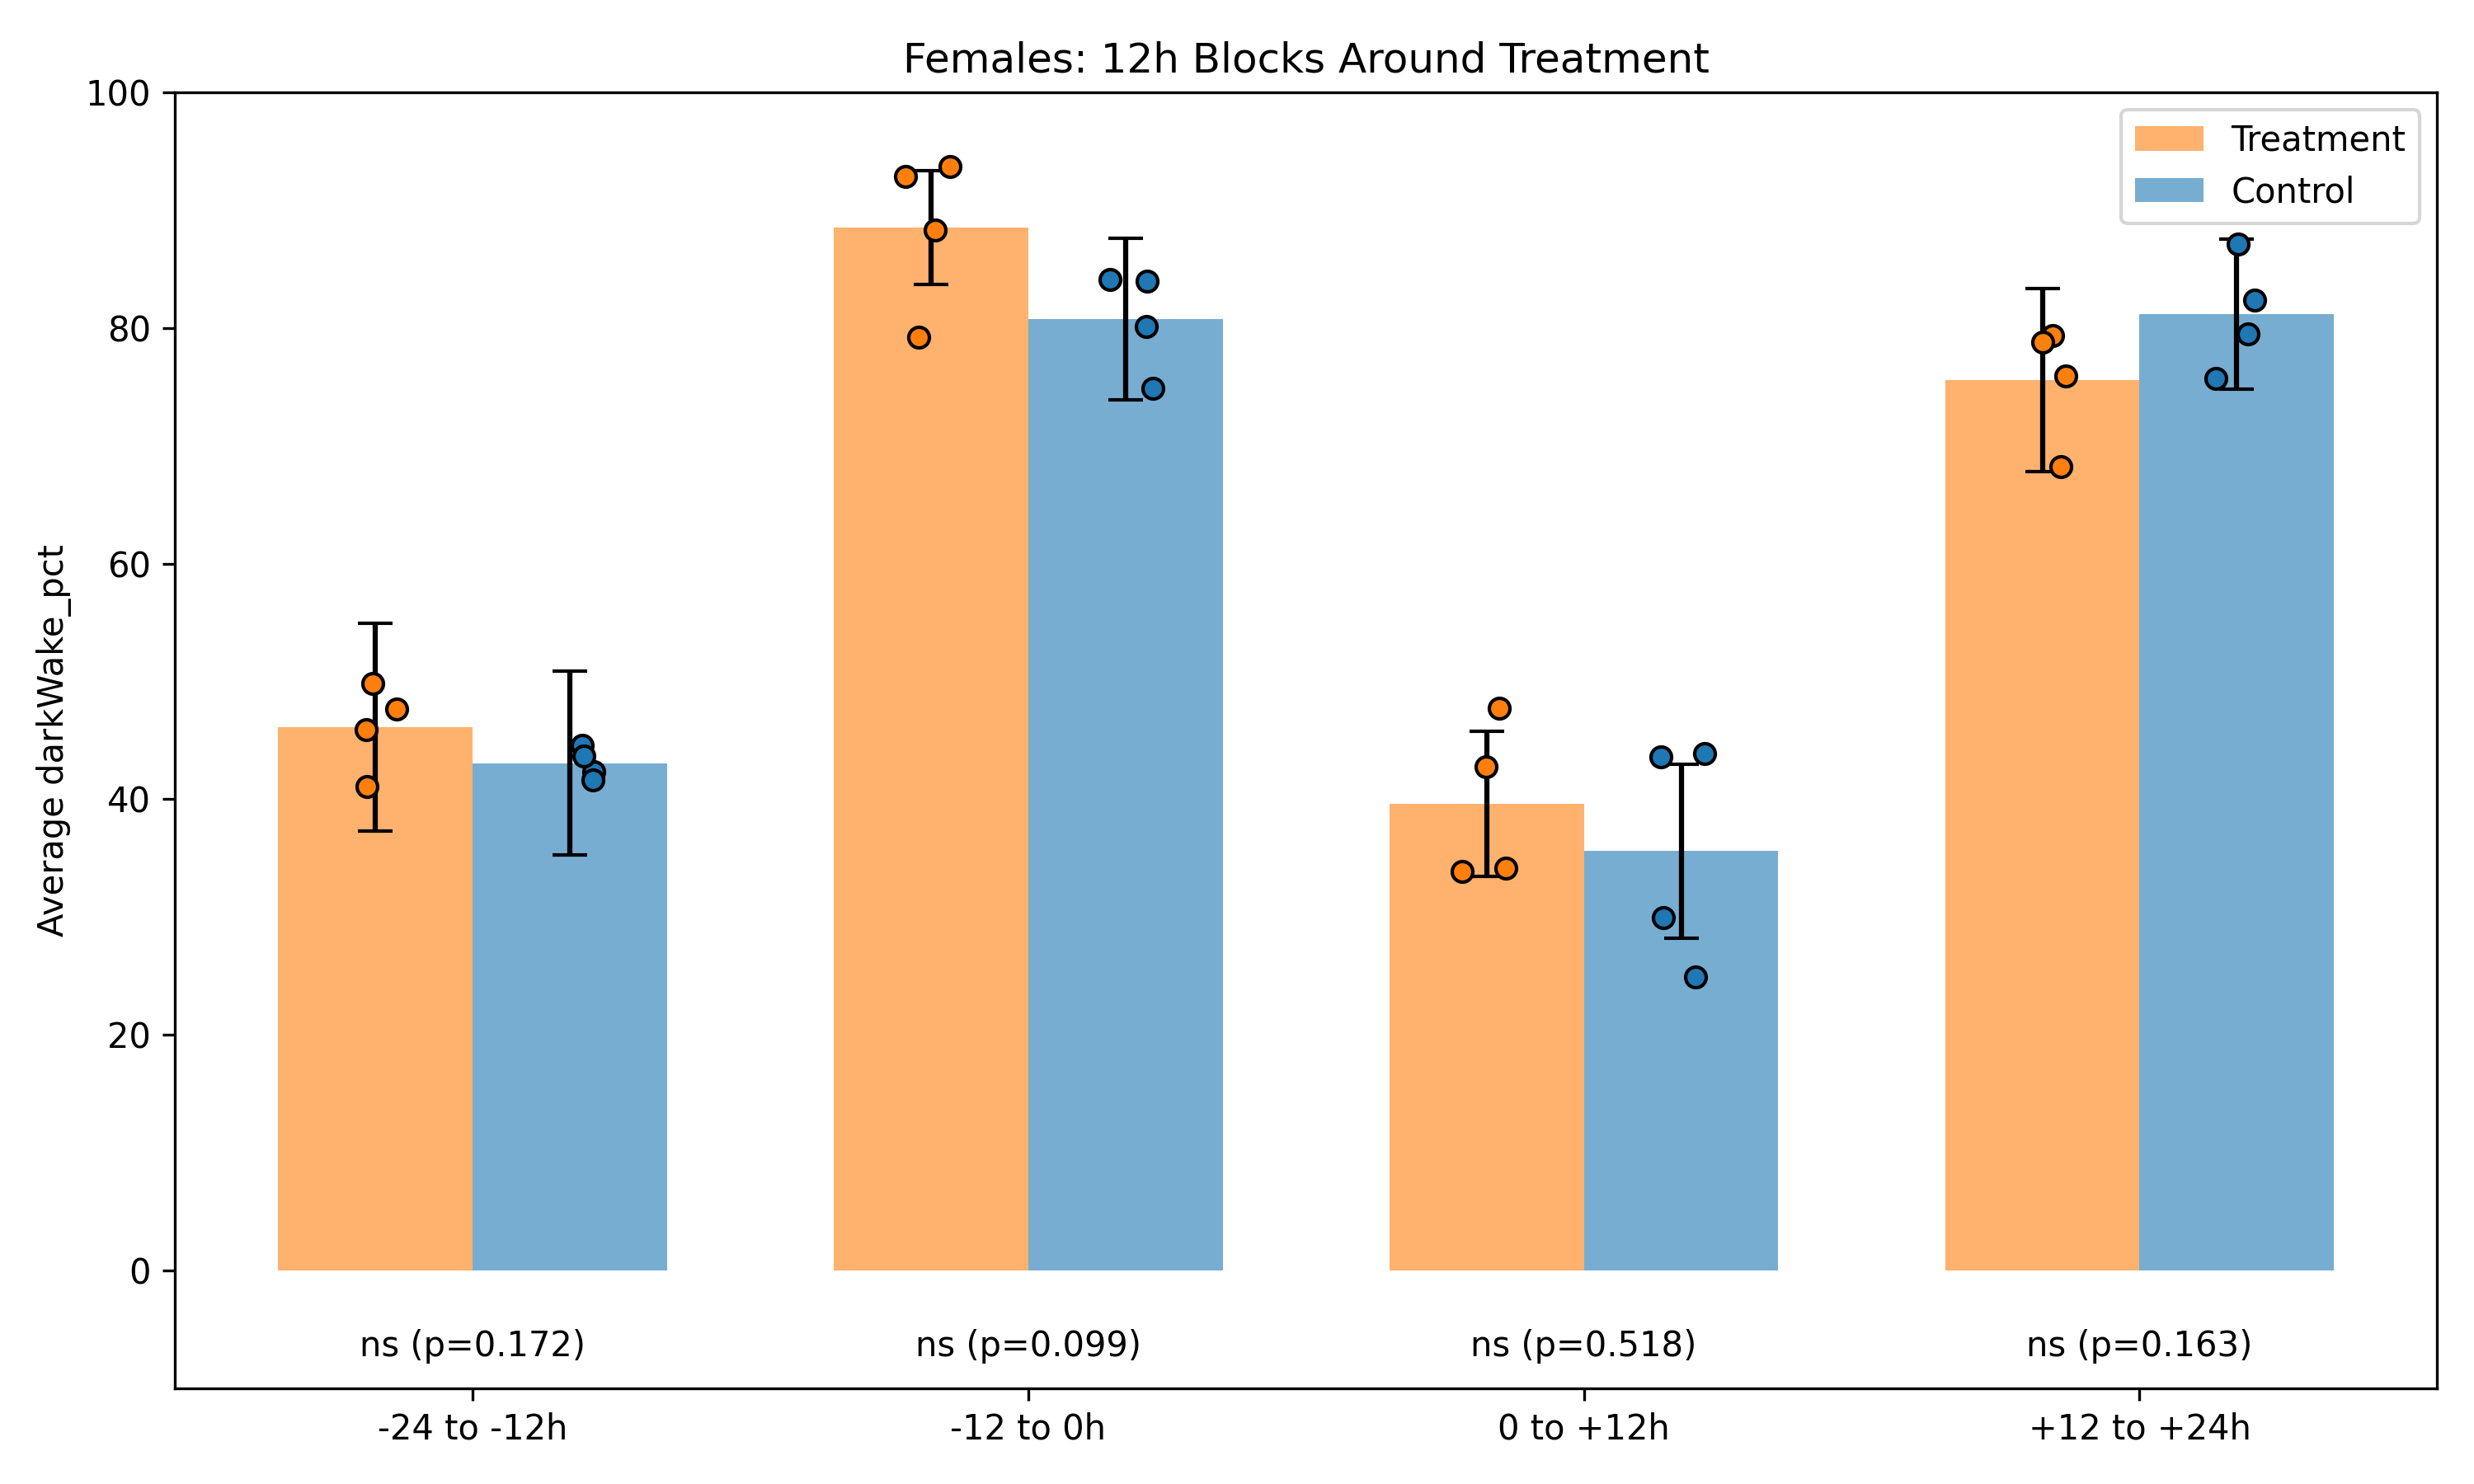 Females: 12h Blocks Around Treatment
Treatment
Control
Average darkWake_pct
100
80
60
40
20
0
ns (p=0.172)
ns (p=0.099)
ns (p=0.518)
ns (p=0.163)
-24 to -12h
-12 to 0h
0 to +12h
+12 to +24h